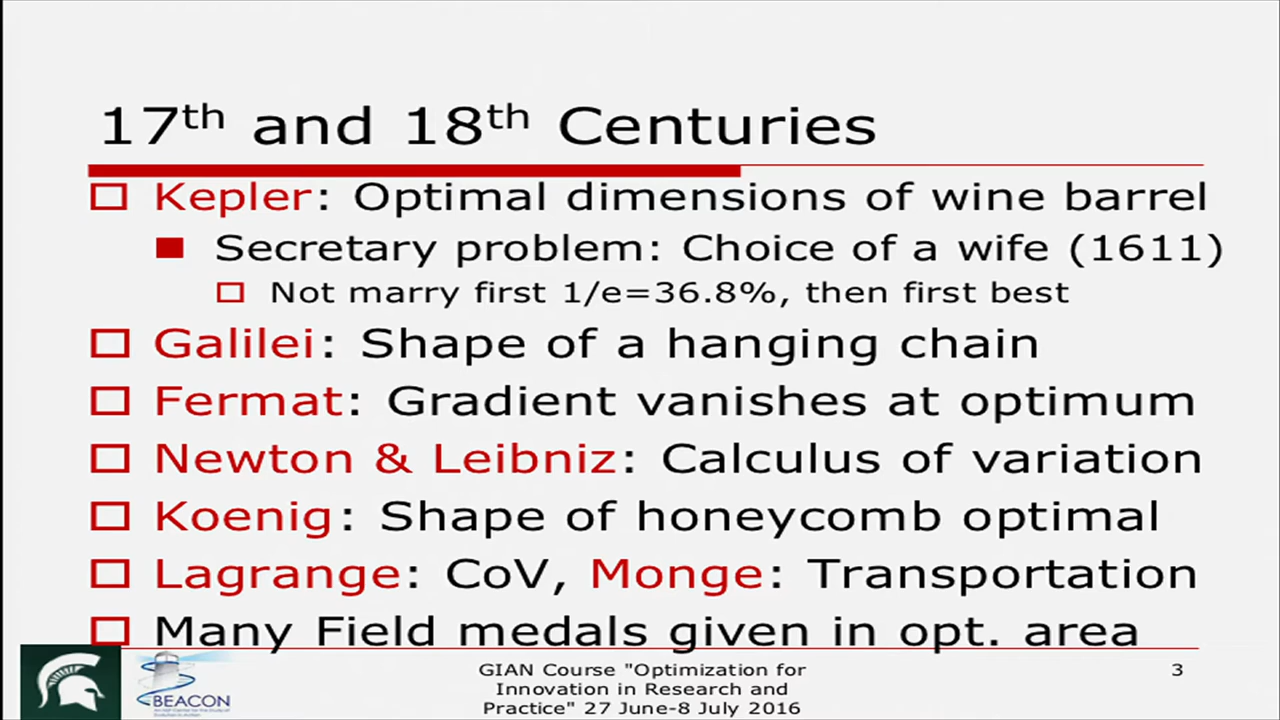 17th and 18th Centuries
Kepler: Optimal dimensions of wine barrel
Secretary problem: Choice of a wife (1611)
Not marry first 1/e=36.8%, then first best
Galilei: Shape of a hanging chain
Fermat: Gradient vanishes at optimum
Newton & Leibniz: Calculus of variation
Koenig: Shape of honeycomb optimal
Lagrange: CoV, Monge: Transportation
Many Field medals given in opt. area
GIAN Course "Optimization for
Innovation in Research and
Practice" 27 June-8 July 2016
3
BEACON